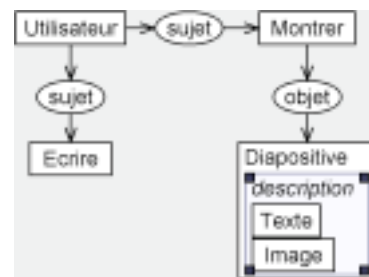 Utilisateur sujet Montrer
sujet objet
Ecrire Diapositive
description
Texte
Image